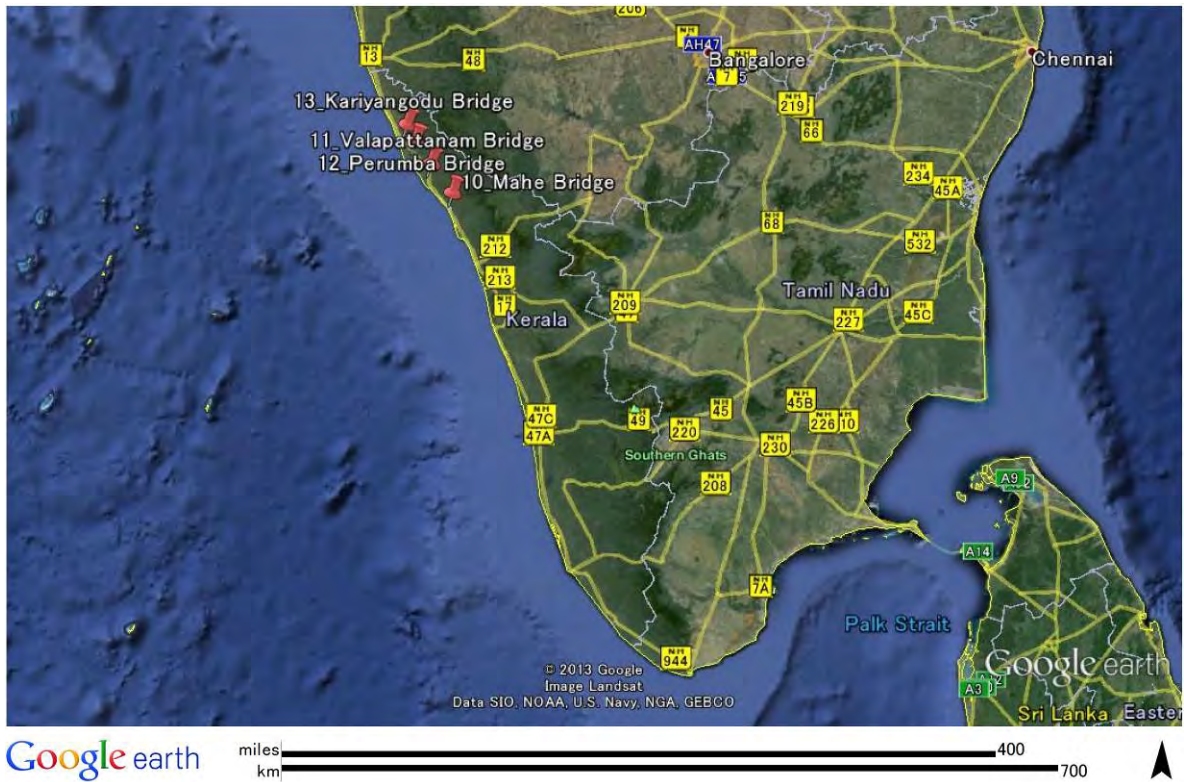 206
NH
13
NH
48
NH
AH47
Bangalore
7
Chennai
NH
219
66
13_Kariyangodu Bridge
11_Valapattanam Bridge
12_Perumba Bridge
10_Mahe Bridge
NH
234
NH
45A
NH
68
NH
532
NH
212
NH
213
NH
17
Kerala
NH
209
Tamil Nadu
NH
227
NH
45C
NH
47C
47A
NH
49
NH
45
NH
220
NH
45B
NH
226
NH
10
NH
230
Southern Ghats
NH
208
A9
A14
NH
7A
Palk Strait
NH
944
© 2013 Google
Image Landsat
Data SIO, NOAA, U.S. Navy, NGA, GEBCO
Google earth
A3
Sri Lanka
Easter
Google earth
miles 400
km 700